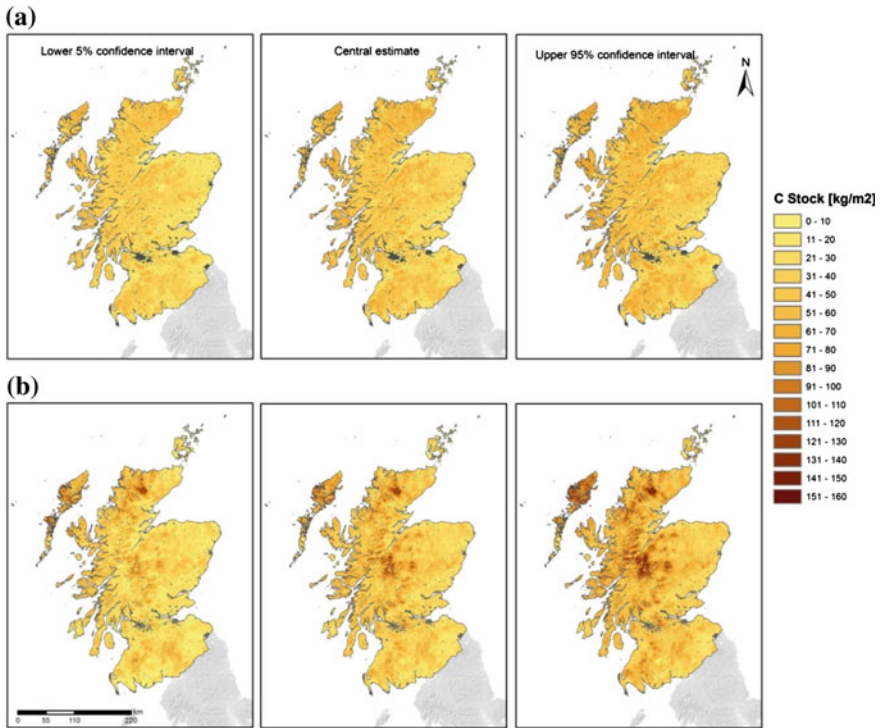 (a)
Lower 5% confidence interval
Central estimate
Upper 95% confidence interval
N
C Stock [kg/m2]
0 - 10
11 - 20
21 - 30
31 - 40
41 - 50
51 - 60
61 - 70
71 - 80
81 - 90
91 - 100
101 - 110
111 - 120
121 - 130
131 - 140
141 - 150
151 - 160
(b)
km
0 55 110 220